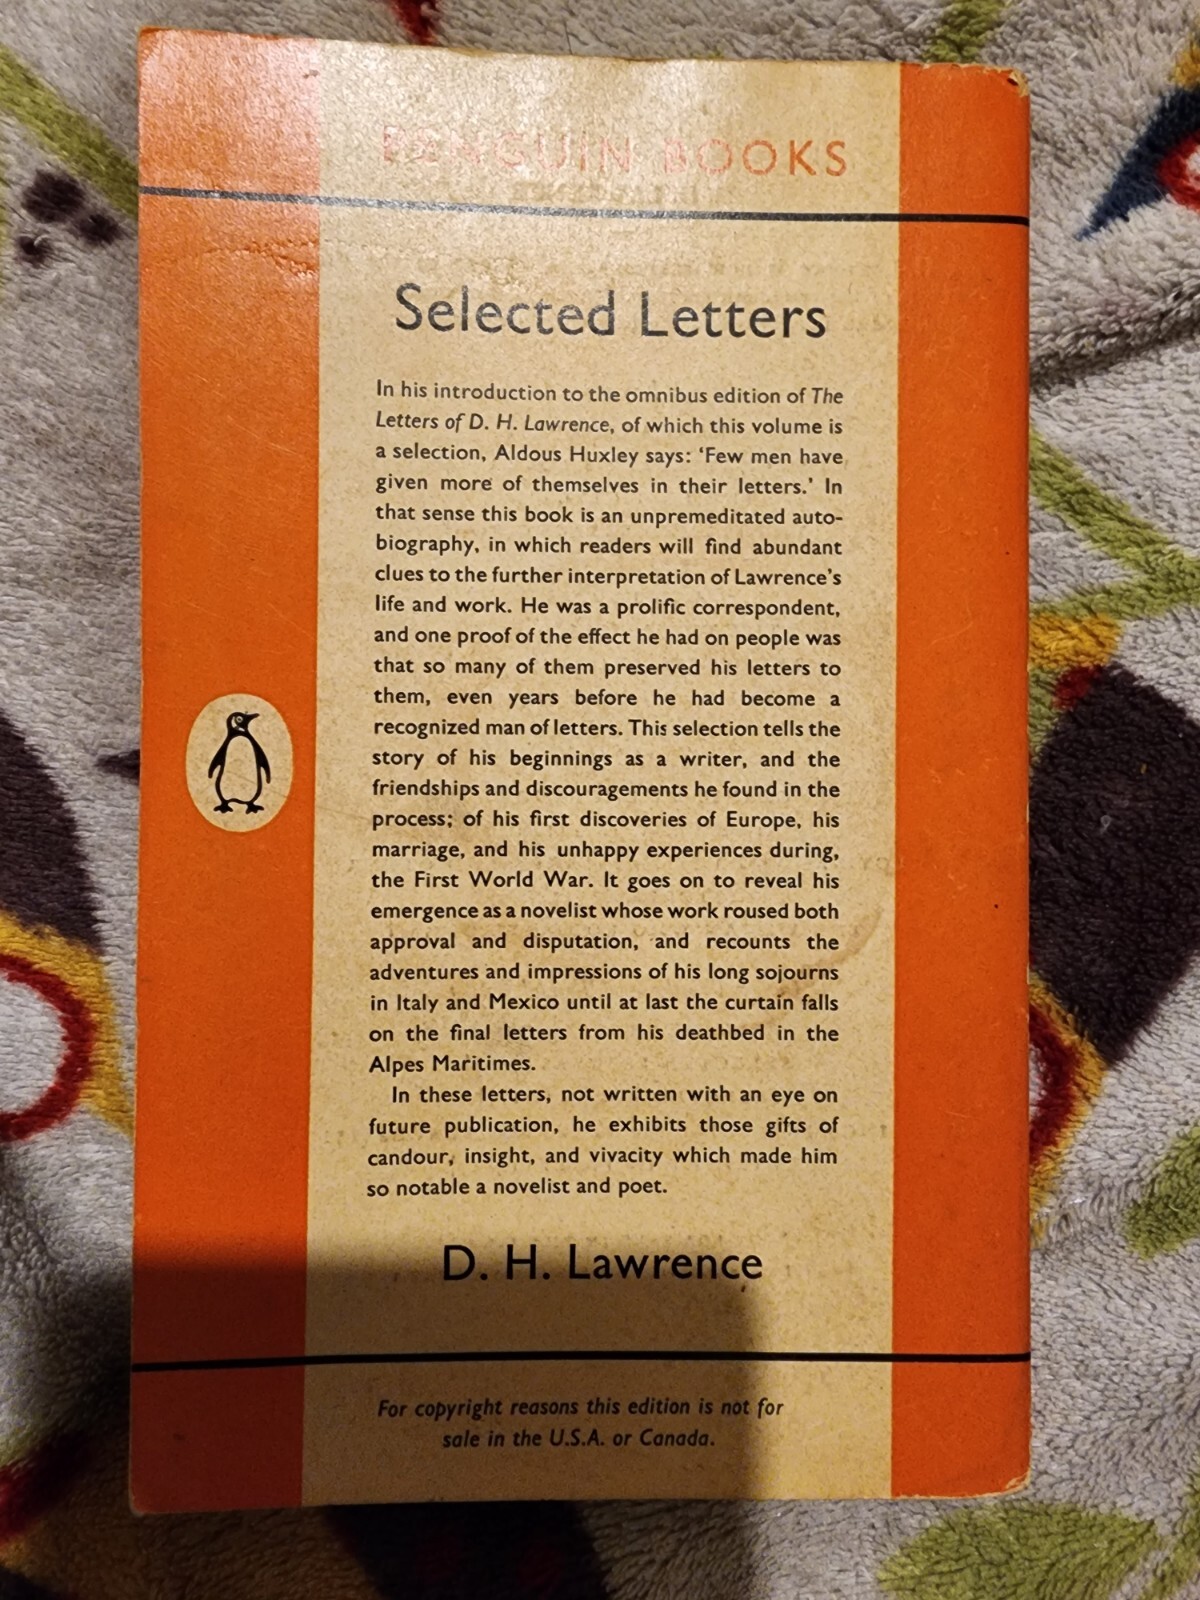 PENGUIN BOOKS
Selected Letters
In his introduction to the omnibus edition of The
Letters of D. H. Lawrence, of which this volume is
a selection, Aldous Huxley says: ‘Few men have
given more of themselves in their letters.’ In
that sense this book is an unpremeditated auto-
biography, in which readers will find abundant
clues to the further interpretation of Lawrence’s
life and work. He was a prolific correspondent,
and one proof of the effect he had on people was
that so many of them preserved his letters to
them, even years before he had become a
recognized man of letters. This selection tells the
story of his beginnings as a writer, and the
friendships and discouragements he found in the
process; of his first discoveries of Europe, his
marriage, and his unhappy experiences during,
the First World War. It goes on to reveal his
emergence as a novelist whose work roused both
approval and disputation, and recounts the
adventures and impressions of his long sojourns
in Italy and Mexico until at last the curtain falls
on the final letters from his deathbed in the
Alpes Maritimes.
In these letters, not written with an eye on
future publication, he exhibits those gifts of
candour, insight, and vivacity which made him
so notable a novelist and poet.
D. H. Lawrence
For copyright reasons this edition is not for
sale in the U.S.A. or Canada.